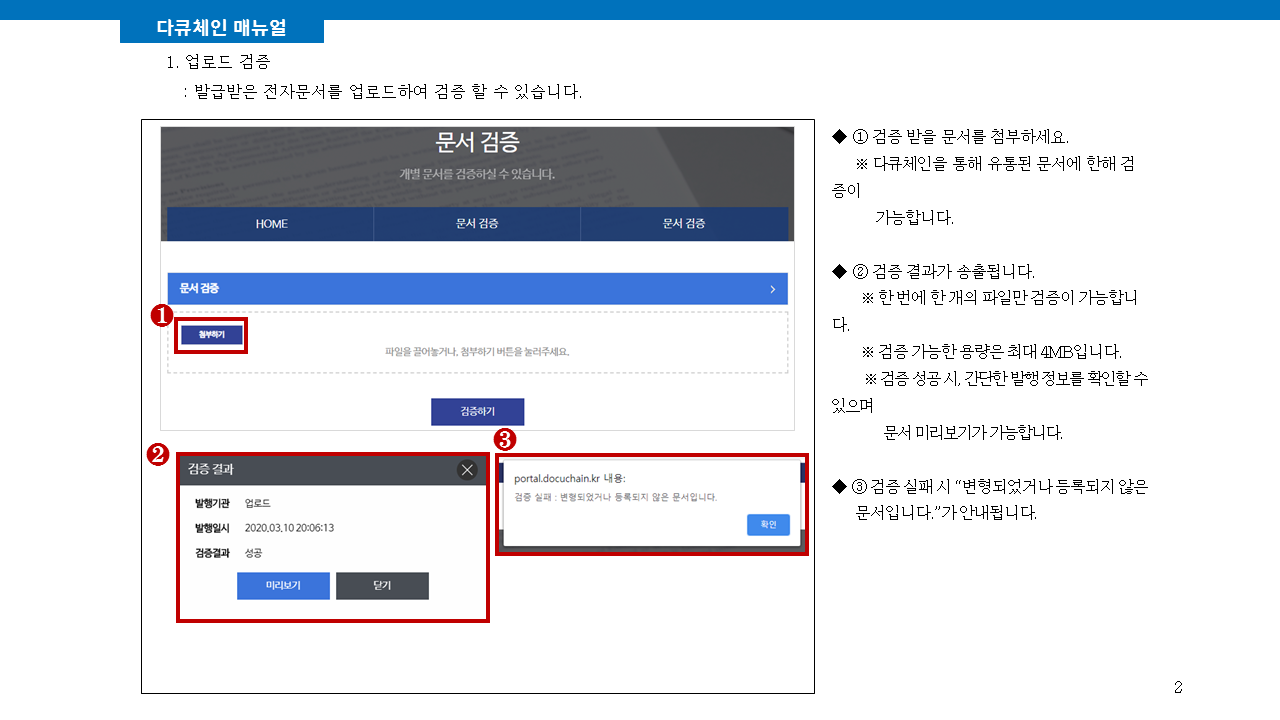 다큐체인 매뉴얼
1. 업로드 검증
: 발급받은 전자문서를 업로드하여 검증 할 수 있습니다.
문서 검증
개별 문서를 검증하실 수 있습니다.
HOME 문서 검증 문서 검증
문서 검증
1
첨부하기
파일을 끌어놓거나, 첨부하기 버튼을 눌러주세요.
검증하기
2
검증 결과
발행기관 업로드
발행일시 2020.03.10 20:06:13
검증결과 성공
미리보기 닫기
3
portal.docuchain.kr 내용:
검증 실패 : 변형되었거나 등록되지 않은 문서입니다.
확인
◆ ① 검증 받을 문서를 첨부하세요.
※ 다큐체인을 통해 유통된 문서에 한해 검
증이
가능합니다.
◆ ② 검증 결과가 송출됩니다.
※ 한 번에 한 개의 파일만 검증이 가능합니
다.
※ 검증 가능한 용량은 최대 4MB입니다.
※ 검증 성공 시, 간단한 발행 정보를 확인할 수
있으며
문서 미리보기가 가능합니다.
◆ ③ 검증 실패 시 “변형되었거나 등록되지 않은
문서입니다.”가 안내됩니다.
2